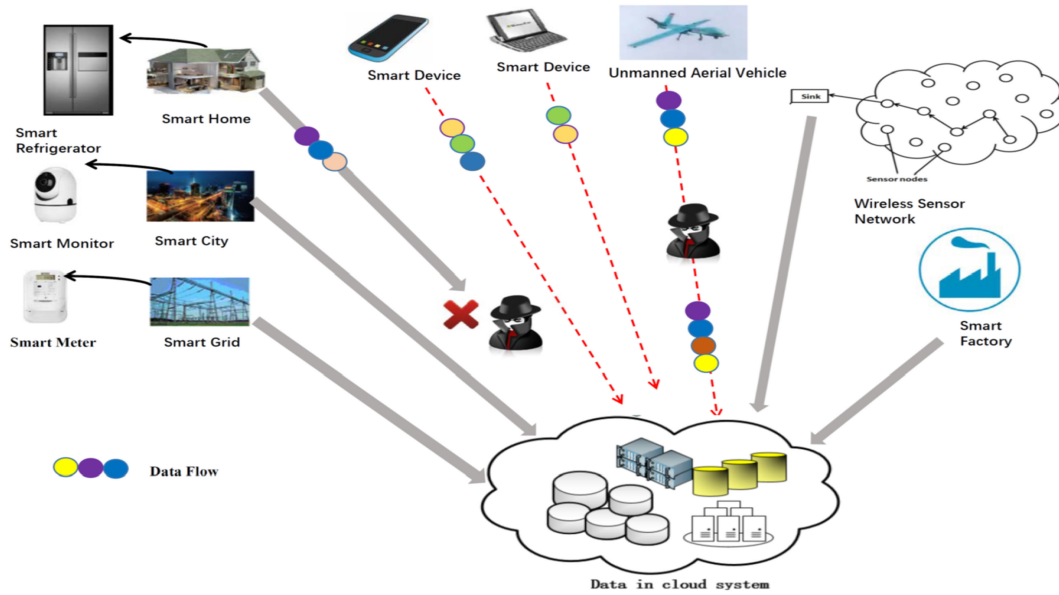 Smart Device
Smart Device
Unmanned Aerial Vehicle
Smart
Refrigerator
Smart Home
Sink
Sensor nodes
Wireless Sensor
Network
Smart Monitor
Smart City
Smart Meter
Smart Grid
Smart
Factory
Data Flow
Data in cloud system